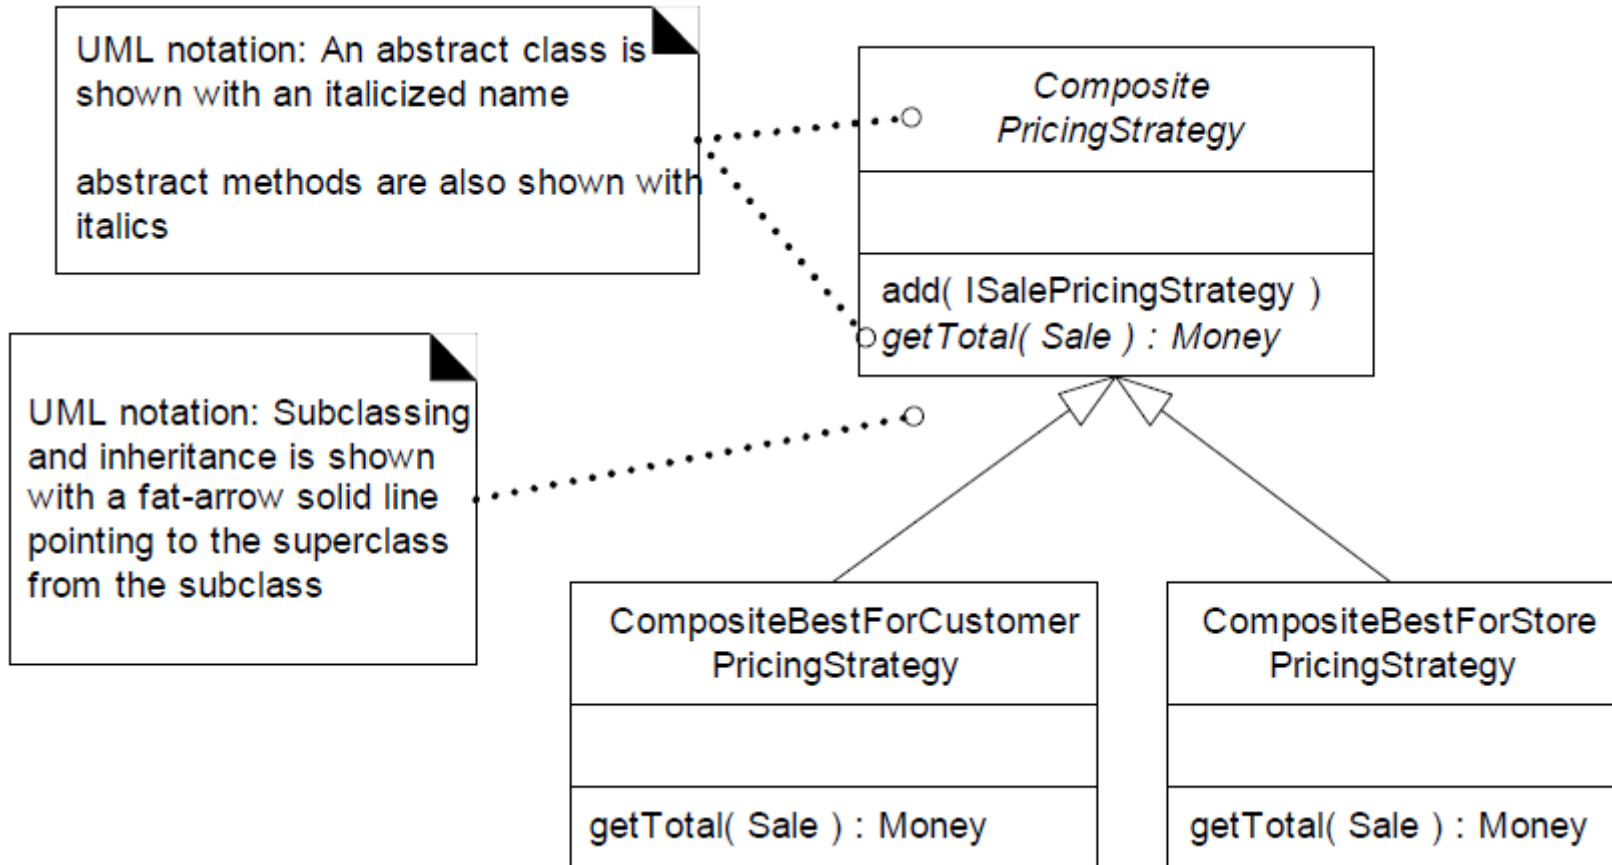 UML notation: An abstract class is
shown with an italicized name
abstract methods are also shown with
italics
Composite
PricingStrategy
add( ISalePricingStrategy )
getTotal( Sale ) : Money
UML notation: Subclassing
and inheritance is shown
with a fat-arrow solid line
pointing to the superclass
from the subclass
CompositeBestForCustomer
PricingStrategy
getTotal( Sale ) : Money
CompositeBestForStore
PricingStrategy
getTotal( Sale ) : Money